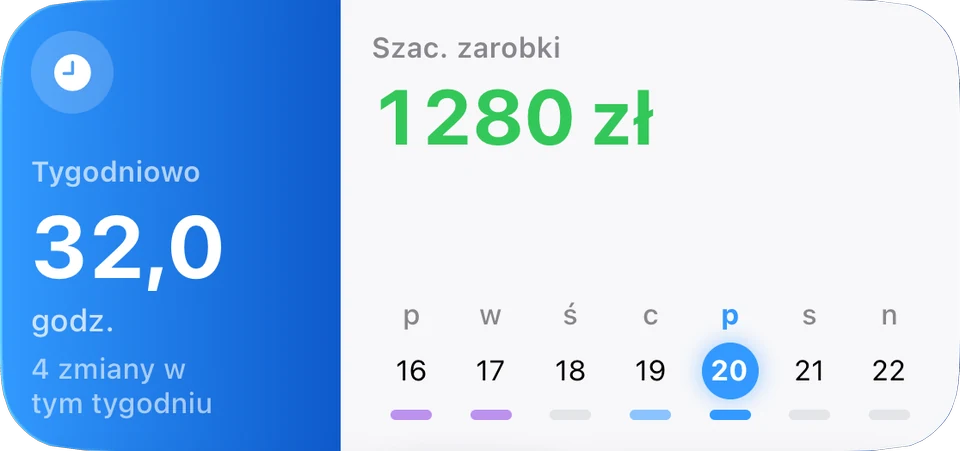 Tygodniowo
32,0
godz.
4 zmiany w
tym tygodniu
Szac. zarobki
1280 zł
p w ś c p s n
16 17 18 19 20 21 22